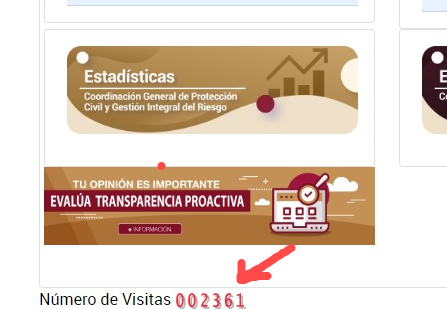 Estadísticas
Coordinación General de Protección
Civil y Gestión Integral del Riesgo
TU OPINIÓN ES IMPORTANTE
EVALÚA TRANSPARENCIA PROACTIVA
INFORMACIÓN
Número de Visitas 002361